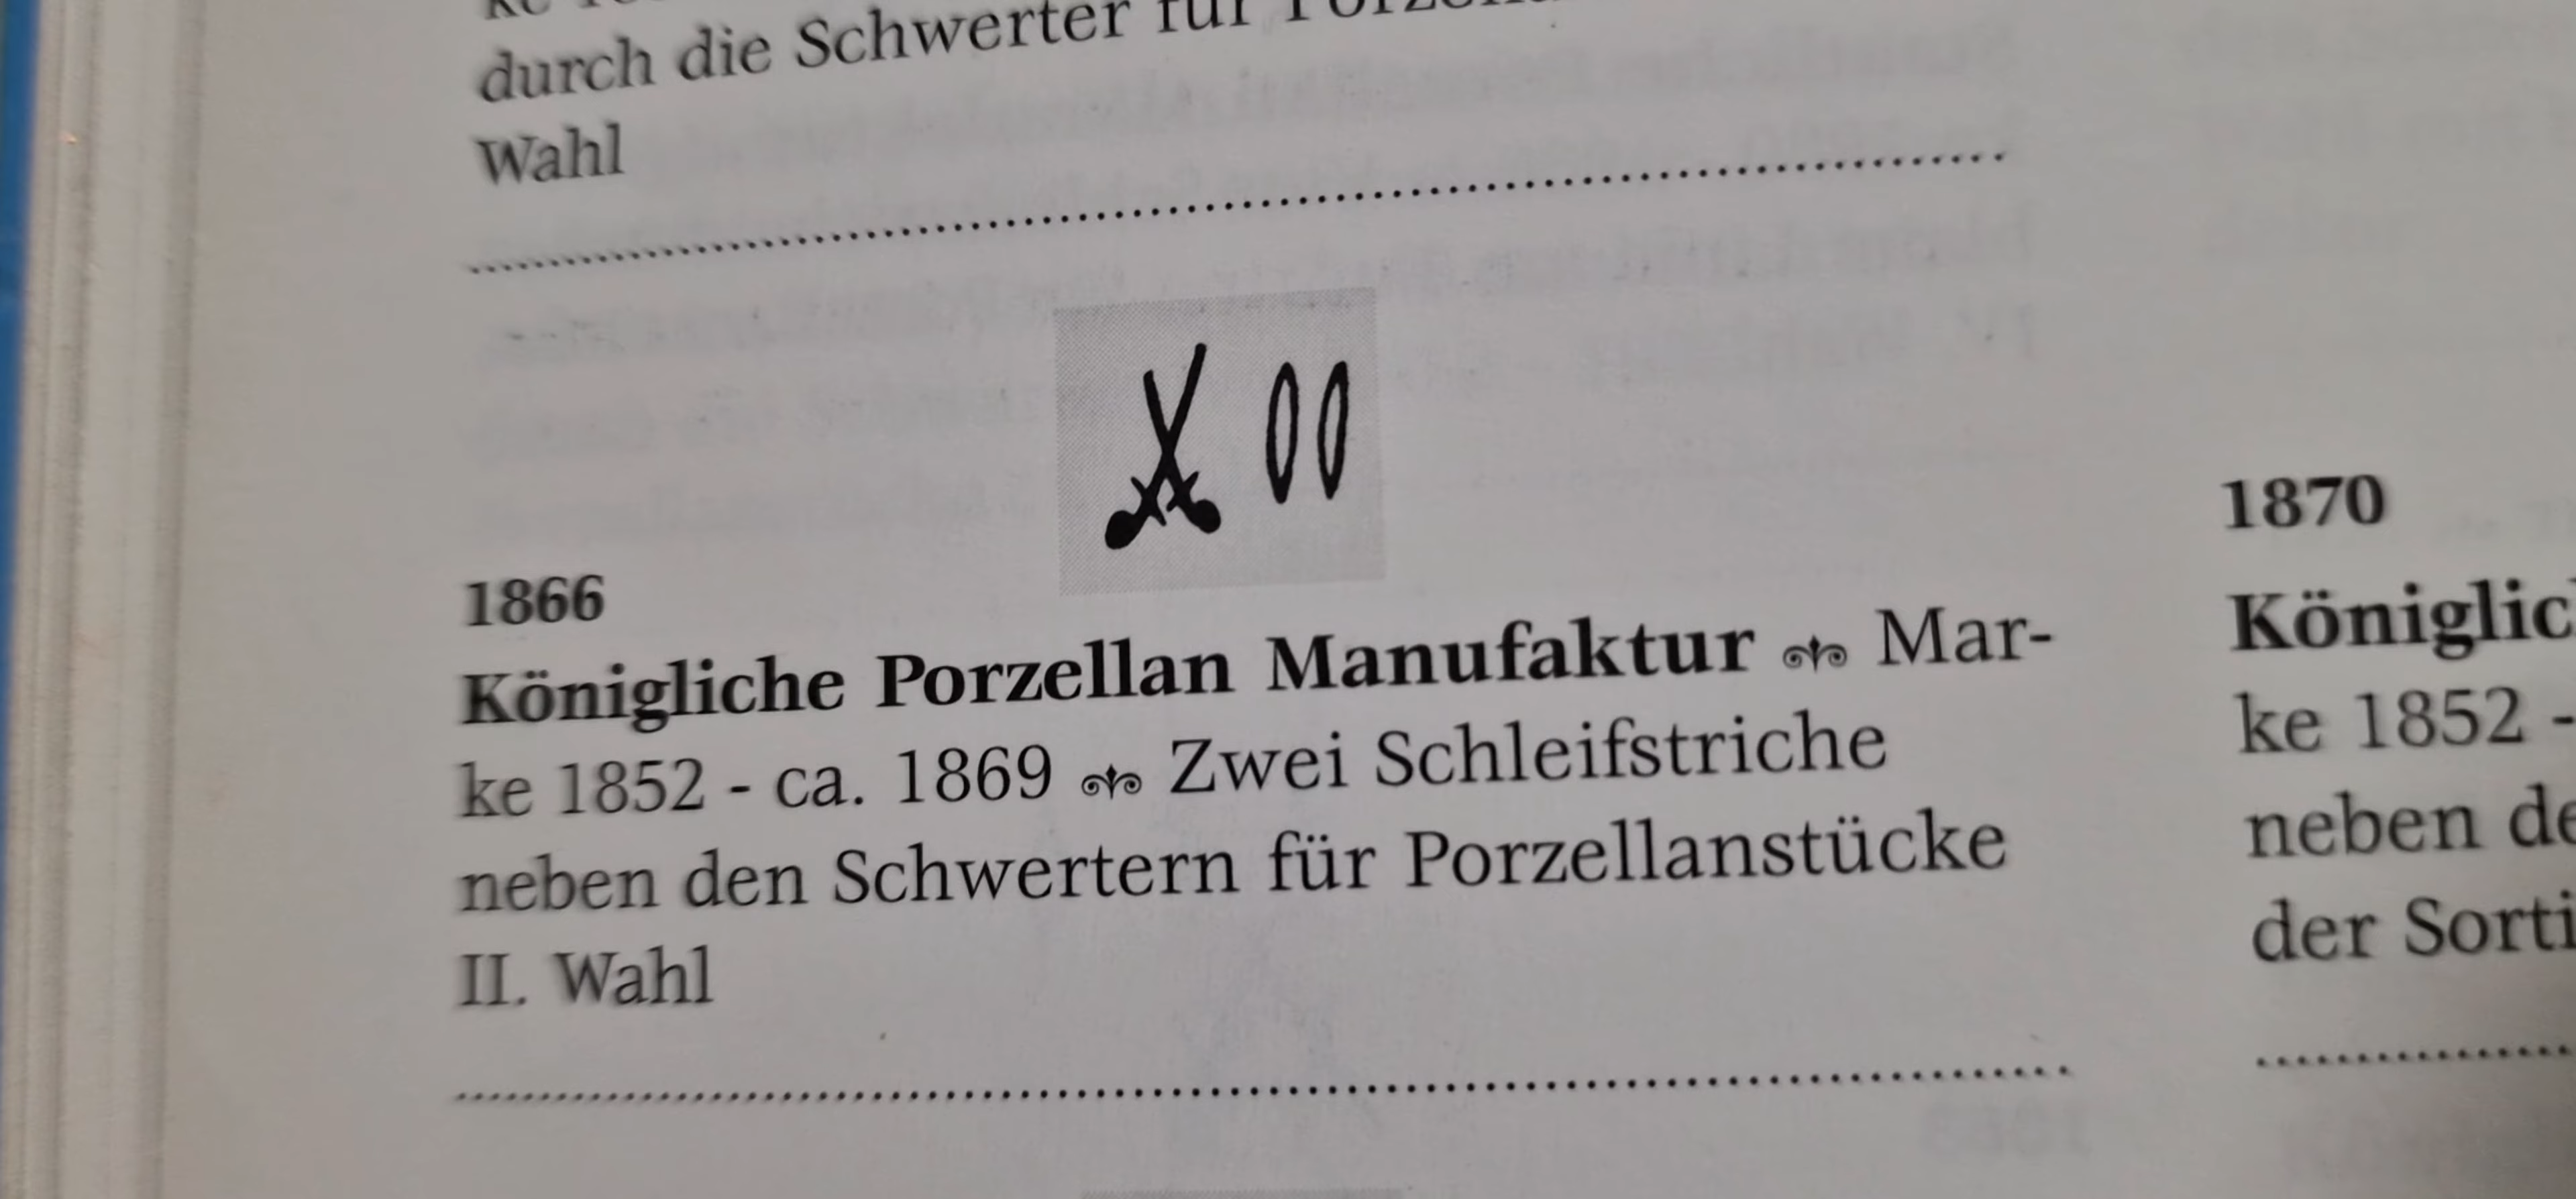 durch die Schwerter für
Wahl
1866
Königliche Porzellan Manufaktur Mar-
ke 1852 - ca. 1869 Zwei Schleifstriche
neben den Schwertern für Porzellanstücke
II. Wahl
1870
Königlic
ke 1852 -
neben de
der Sorti